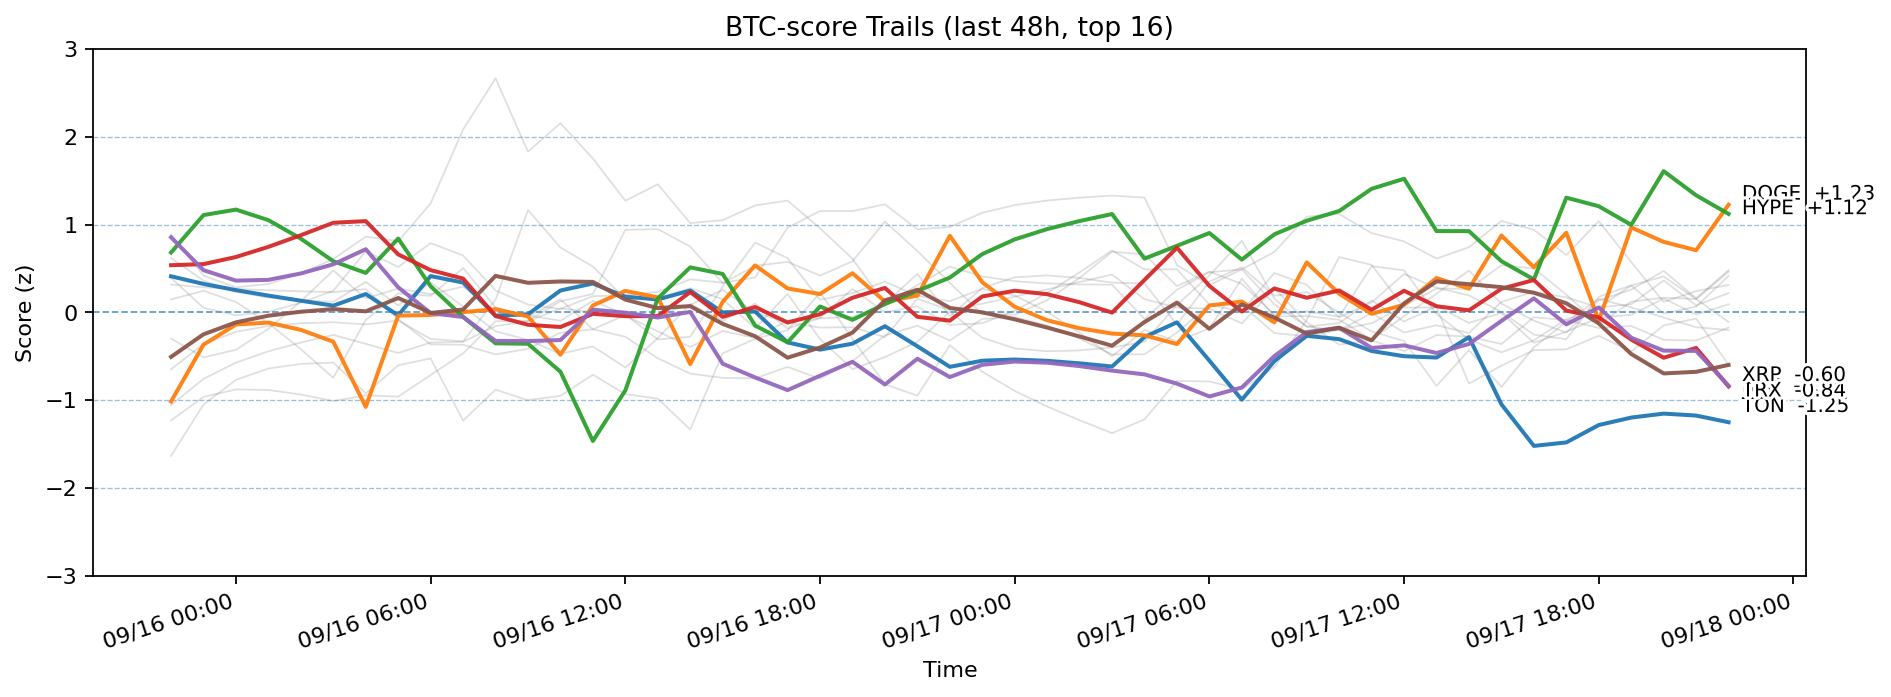 BTC-score Trails (last 48h, top 16)
Score (z)
3
2
1
0
−1
−2
−3
DOGE +1.23
HYPE +1.12
XRP -0.60
TRX -0.84
TON -1.25
09/16 00:00
09/16 06:00
09/16 12:00
09/16 18:00
09/17 00:00
09/17 06:00
09/17 12:00
09/17 18:00
09/18 00:00
Time